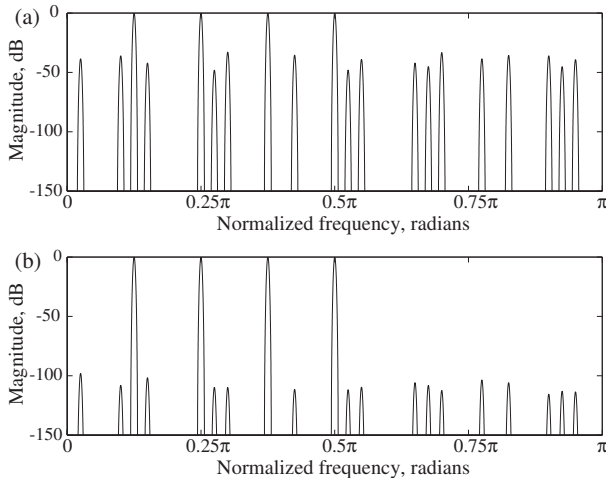 (a)
Magnitude, dB
0
-50
-100
-150
0 0.25π 0.5π 0.75π π
Normalized frequency, radians
(b)
Magnitude, dB
0
-50
-100
-150
0 0.25π 0.5π 0.75π π
Normalized frequency, radians